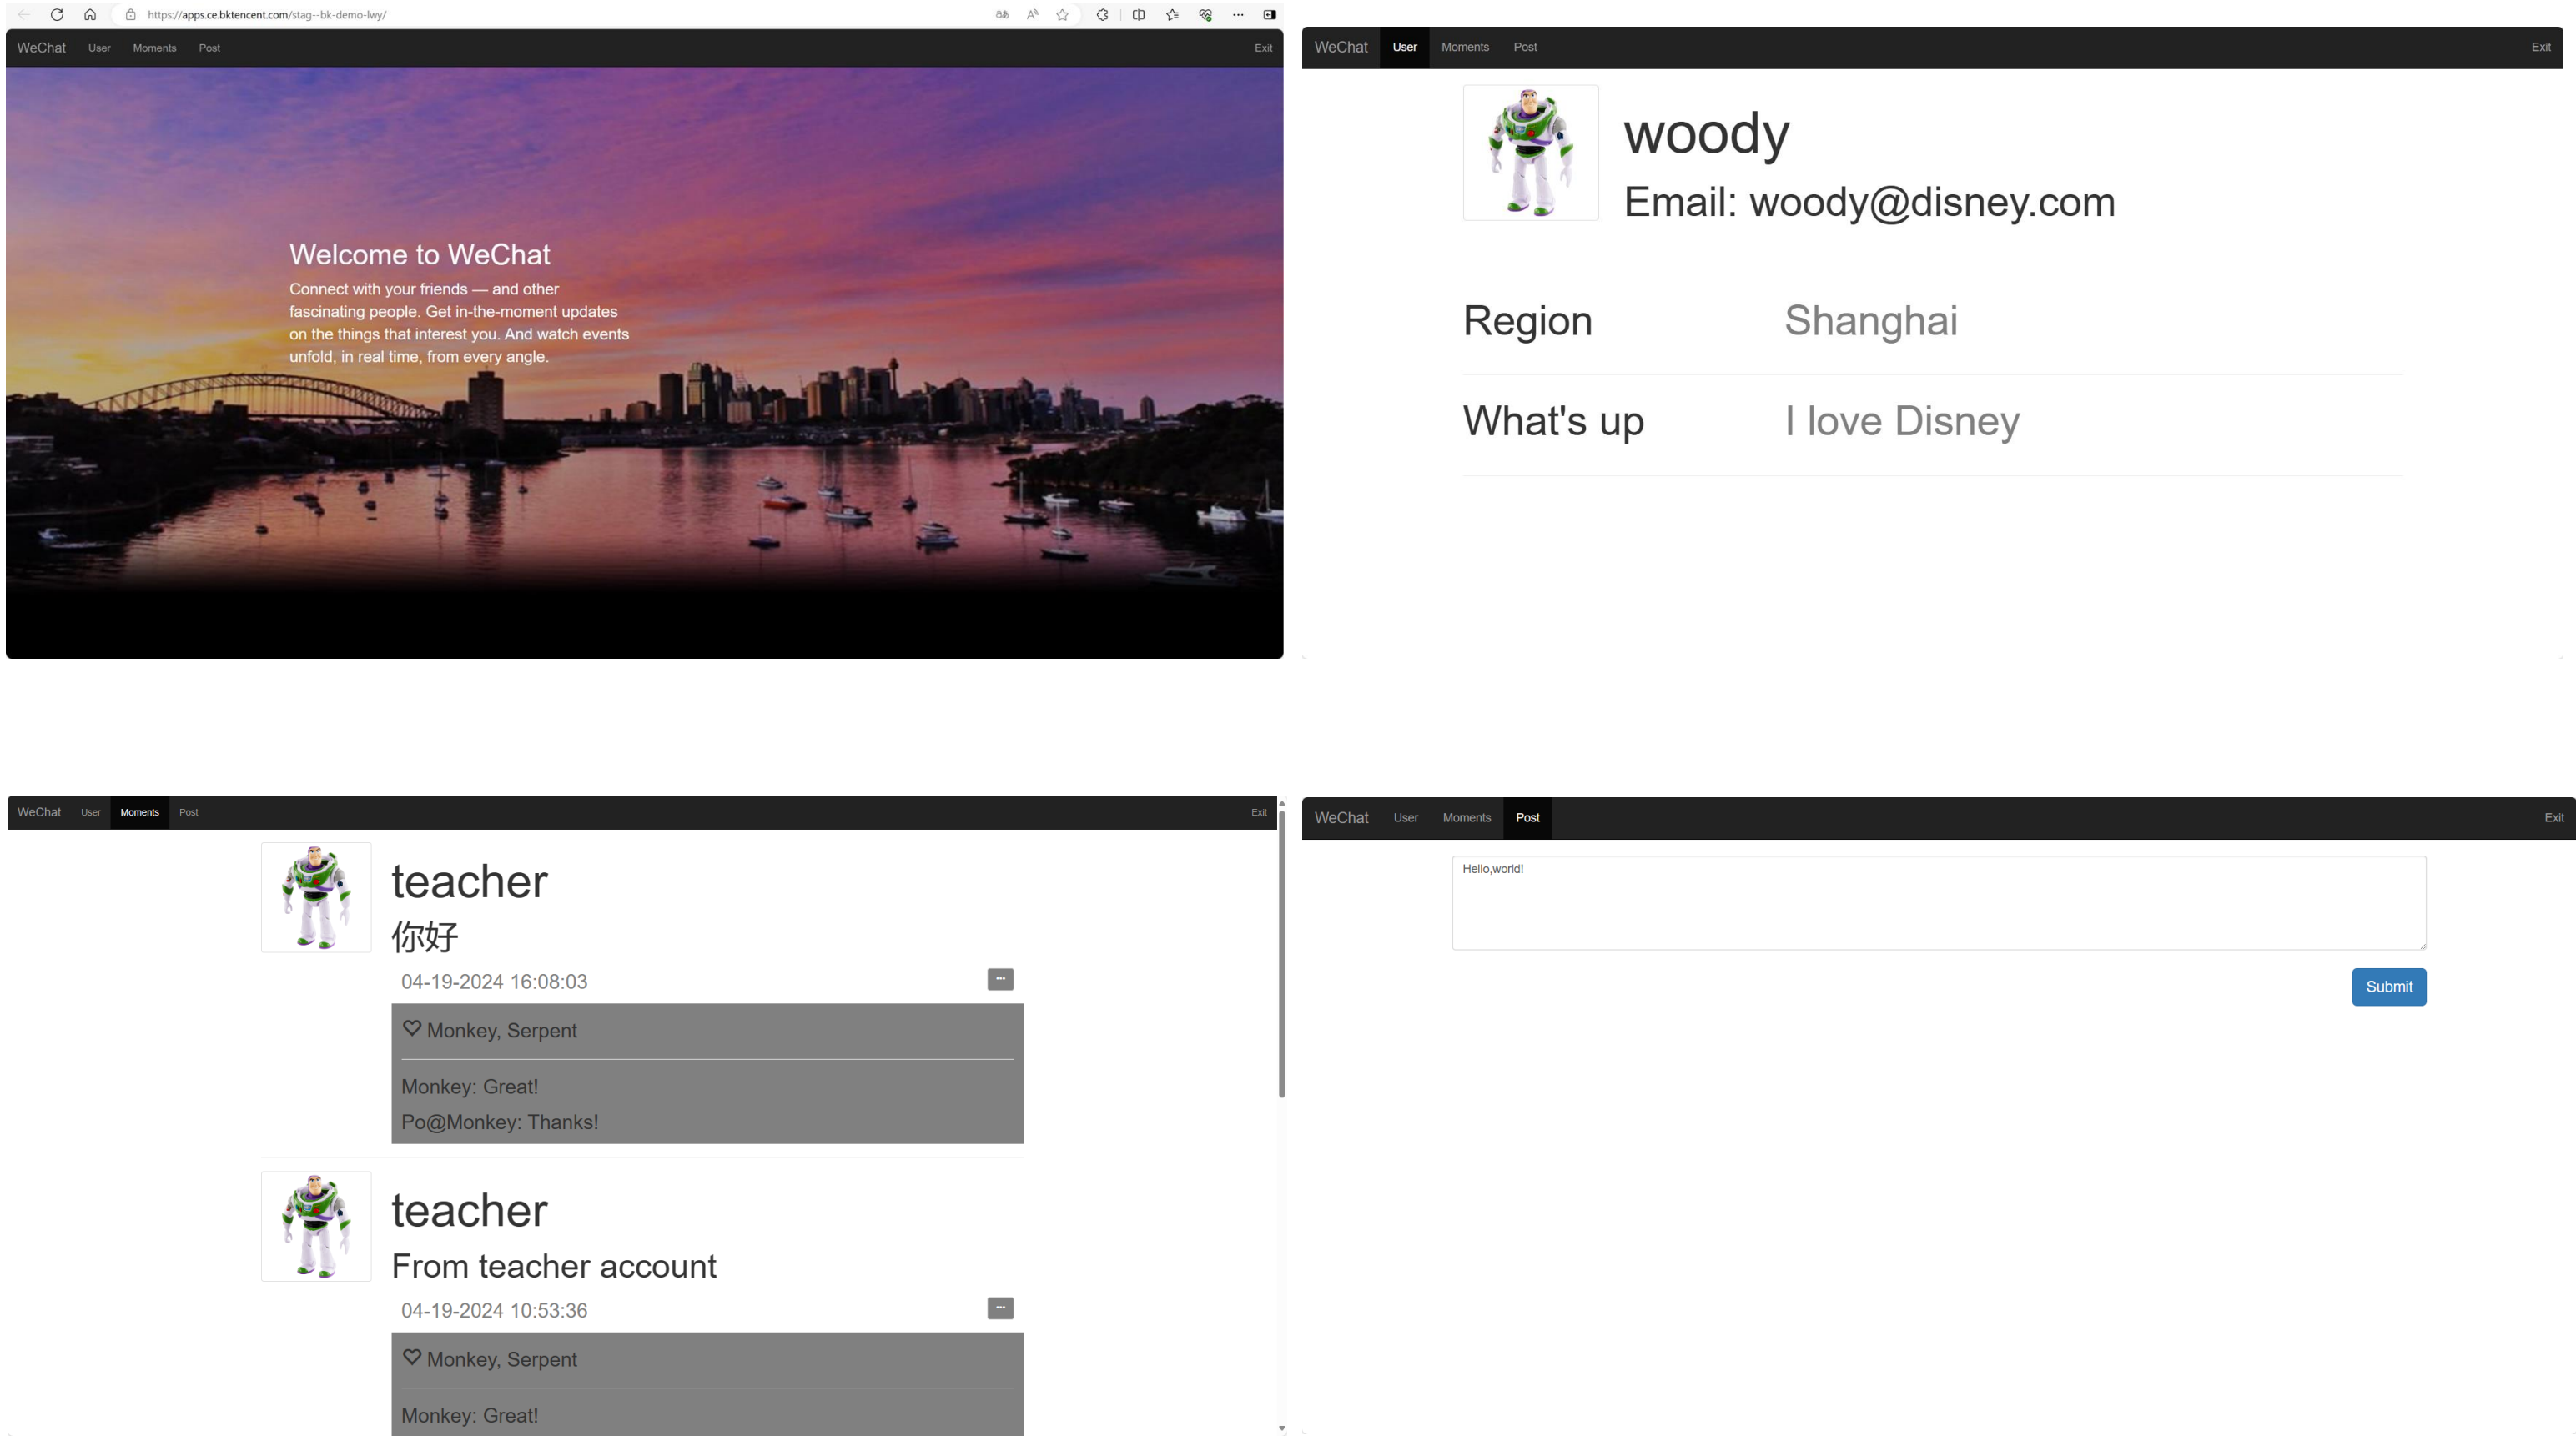 https://apps.ce.bktencent.com/stag--bk-demo-lwy/
WeChat User Moments Post Exit
Welcome to WeChat
Connect with your friends — and other
fascinating people. Get in-the-moment updates
on the things that interest you. And watch events
unfold, in real time, from every angle.
WeChat User Moments Post Exit
woody
Email: woody@disney.com
Region Shanghai
What's up I love Disney
WeChat User Moments Post Exit
teacher
你好
04-19-2024 16:08:03
Monkey, Serpent
Monkey: Great!
Po@Monkey: Thanks!
teacher
From teacher account
04-19-2024 10:53:36
Monkey, Serpent
Monkey: Great!
WeChat User Moments Post Exit
Hello,world!
Submit